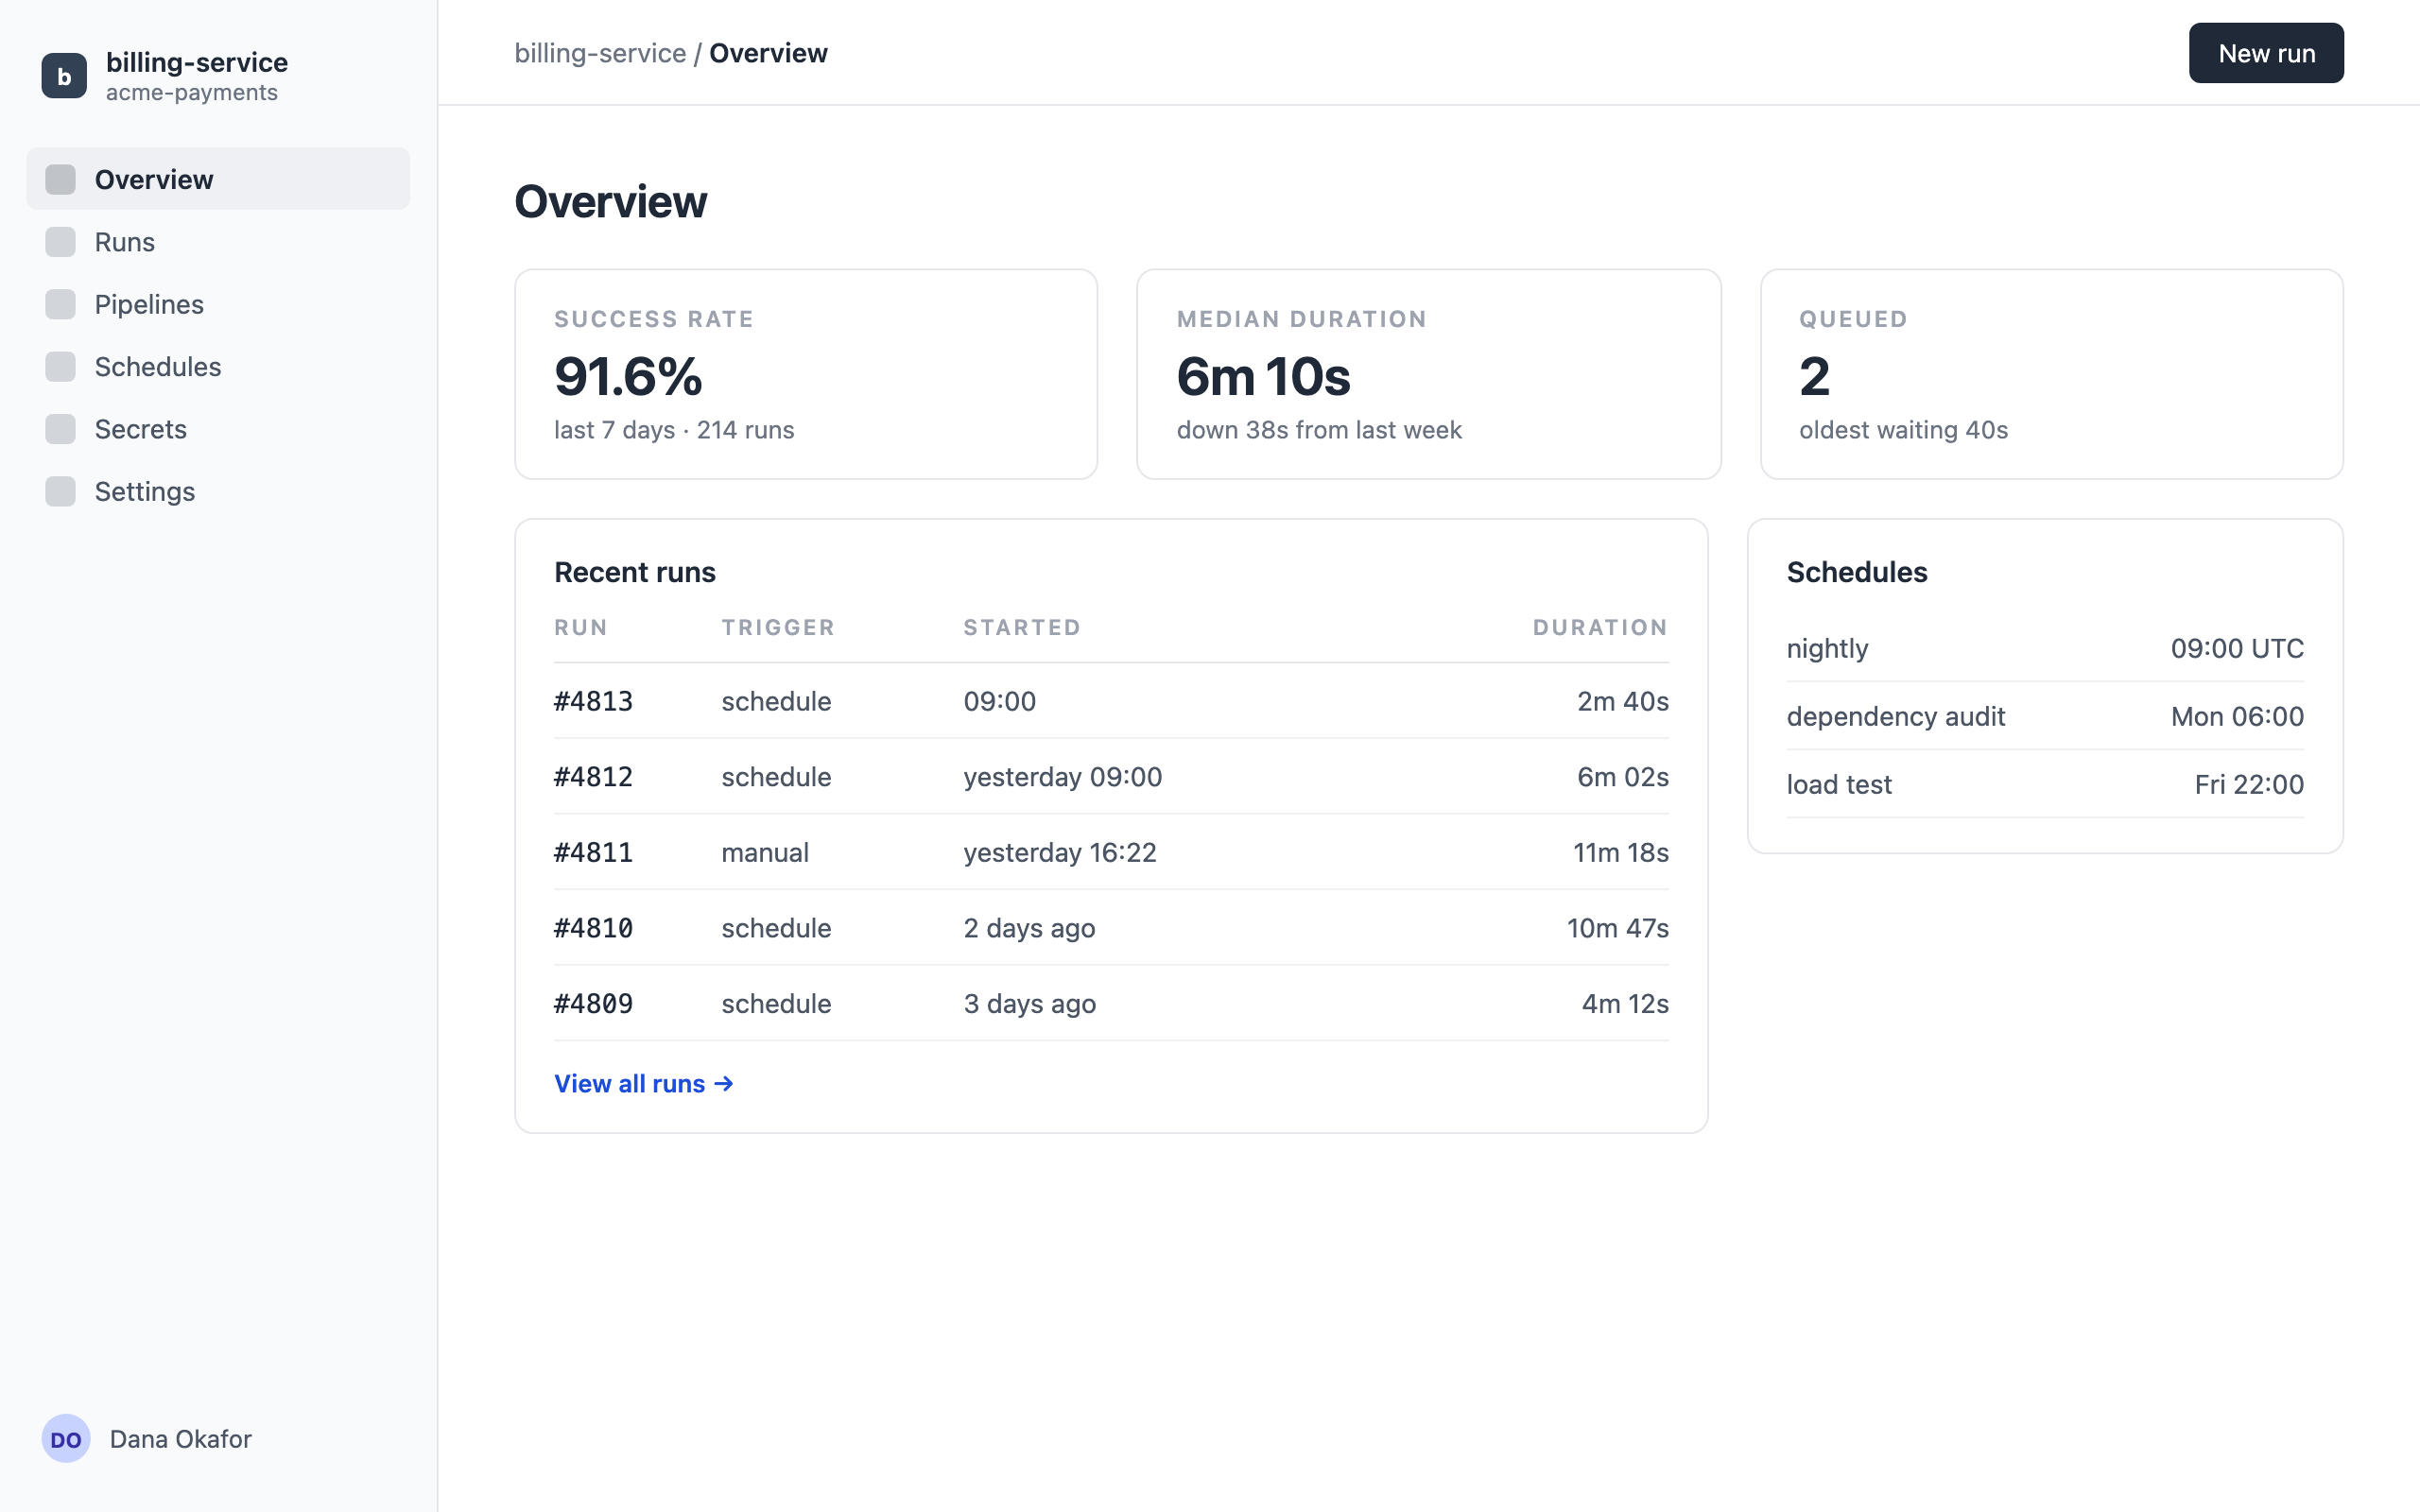 b
billing-service
acme-payments
Overview
Runs
Pipelines
Schedules
Secrets
Settings
DO Dana Okafor
billing-service / Overview
New run
Overview
SUCCESS RATE
91.6%
last 7 days · 214 runs
MEDIAN DURATION
6m 10s
down 38s from last week
QUEUED
2
oldest waiting 40s
Recent runs
RUN TRIGGER STARTED DURATION
#4813 schedule 09:00 2m 40s
#4812 schedule yesterday 09:00 6m 02s
#4811 manual yesterday 16:22 11m 18s
#4810 schedule 2 days ago 10m 47s
#4809 schedule 3 days ago 4m 12s
View all runs →
Schedules
nightly 09:00 UTC
dependency audit Mon 06:00
load test Fri 22:00